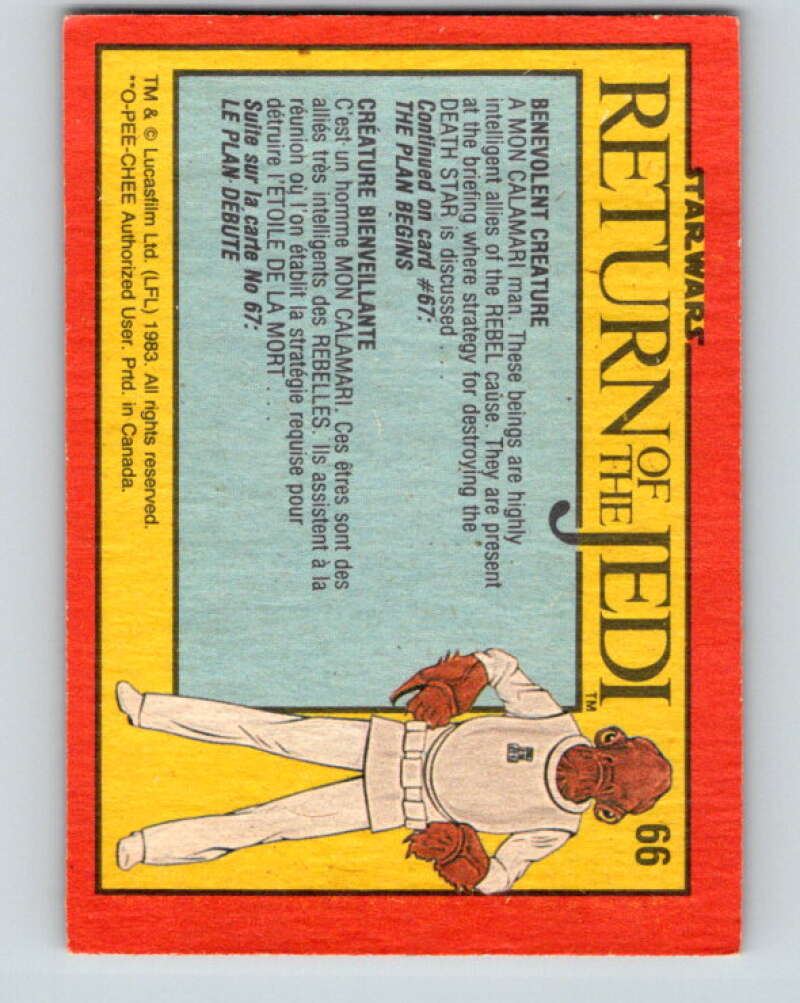 STAR WARS
RETURN OF THE JEDI™
66
BENEVOLENT CREATURE
A MON CALAMARI man. These beings are highly
intelligent allies of the REBEL cause. They are present
at the briefing where strategy for destroying the
DEATH STAR is discussed . . . .
Continued on card #67:
THE PLAN BEGINS
CRÉATURE BIENVEILLANTE
C'est un homme MON CALAMARI. Ces êtres sont des
alliés très intelligents des REBELLES. Ils assistent à la
réunion où l'on établit la stratégie requise pour
détruire l'ÉTOILE DE LA MORT . . . .
Suite sur la carte No 67:
LE PLAN DEBUTE
TM & © Lucasfilm Ltd. (LFL) 1983. All rights reserved.
**O-PEE-CHEE Authorized User. Prtd. in Canada.